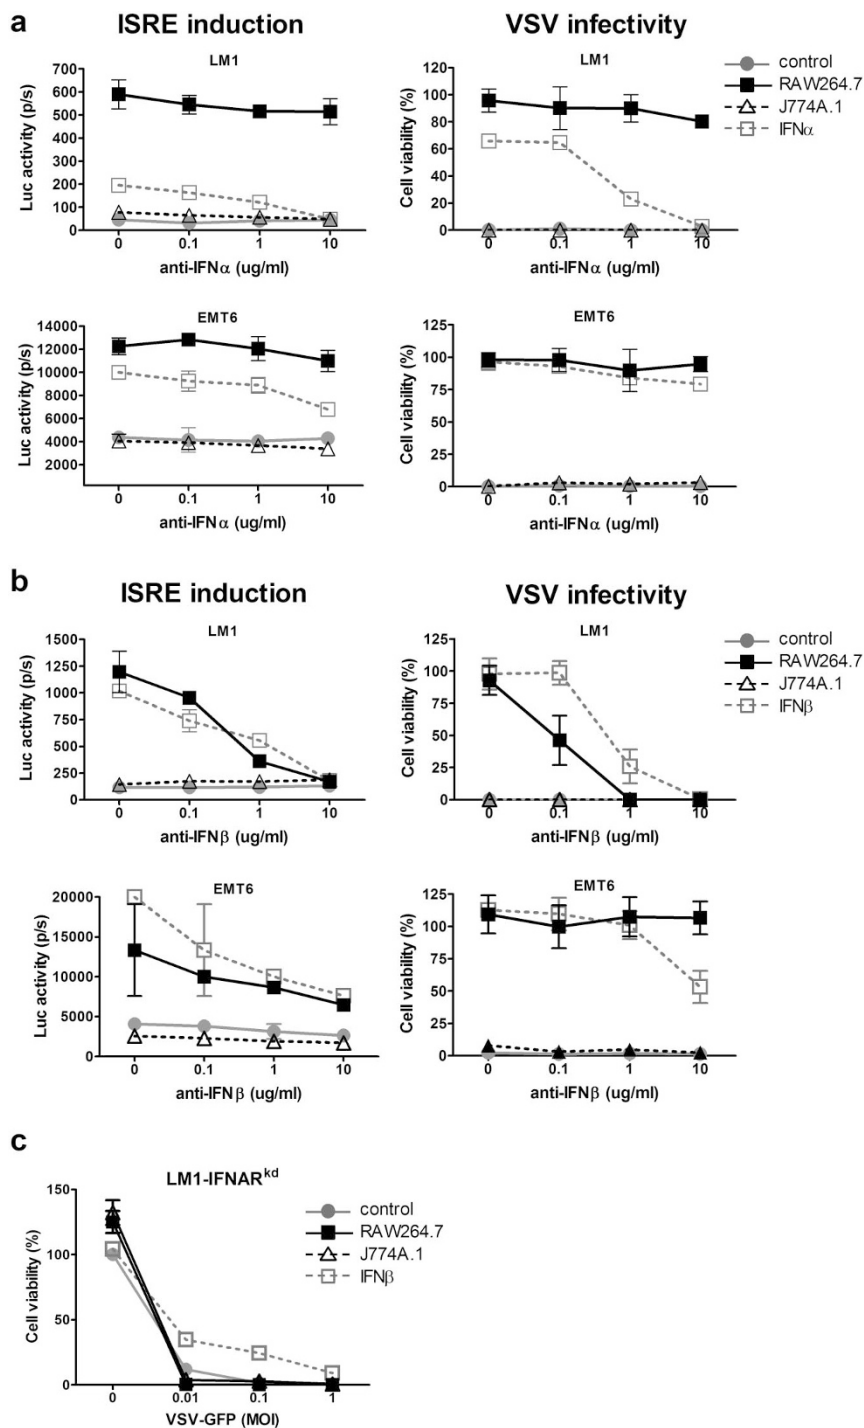 a
ISRE induction
VSV infectivity
LM1
700
600
500
400
300
200
100
0
Luc activity (p/s)
0 0.1 1 10
anti-IFNα (ug/ml)
LM1
120
100
80
60
40
20
0
Cell viability (%)
0 0.1 1 10
anti-IFNα (ug/ml)
control
RAW264.7
J774A.1
IFNα
EMT6
14000
12000
10000
8000
6000
4000
2000
Luc activity (p/s)
0 0.1 1 10
anti-IFNα (ug/ml)
EMT6
125
100
75
50
25
0
Cell viability (%)
0 0.1 1 10
anti-IFNα (ug/ml)
b
ISRE induction
VSV infectivity
LM1
1500
1250
1000
750
500
250
0
Luc activity (p/s)
0 0.1 1 10
anti-IFNβ (ug/ml)
LM1
125
100
75
50
25
0
Cell viability (%)
0 0.1 1 10
anti-IFNβ (ug/ml)
control
RAW264.7
J774A.1
IFNβ
EMT6
20000
15000
10000
5000
0
Luc activity (p/s)
0 0.1 1 10
anti-IFNβ (ug/ml)
EMT6
125
100
75
50
25
0
Cell viability (%)
0 0.1 1 10
anti-IFNβ (ug/ml)
c
LM1-IFNARkd
150
100
50
0
Cell viability (%)
0 0.01 0.1 1
VSV-GFP (MOI)
control
RAW264.7
J774A.1
IFNβ